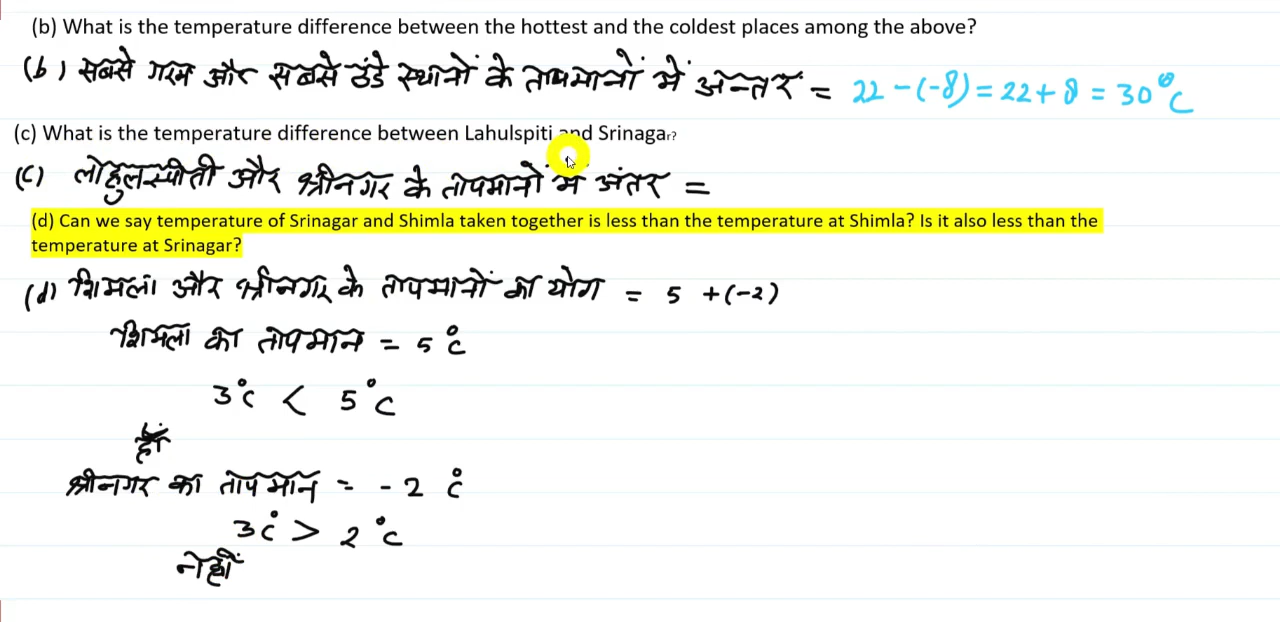 (b) What is the temperature difference between the hottest and the coldest places among the above?
(b) सबसे गरम और सबसे ठंडे स्थानों के तापमानों में अन्तर = 22 - (-8) = 22 + 8 = 30°C
(c) What is the temperature difference between Lahulspiti and Srinagar?
(c) लाहुलस्पीती और श्रीनगर के तापमानों में अंतर =
(d) Can we say temperature of Srinagar and Shimla taken together is less than the temperature at Shimla? Is it also less than the
temperature at Srinagar?
(d) शिमला और श्रीनगर के तापमानों का योग = 5 + (-2)
शिमला का तापमान = 5°C
3°C < 5°C
हाँ
श्रीनगर का तापमान = - 2 °C
3°C > 2°C
नहीं